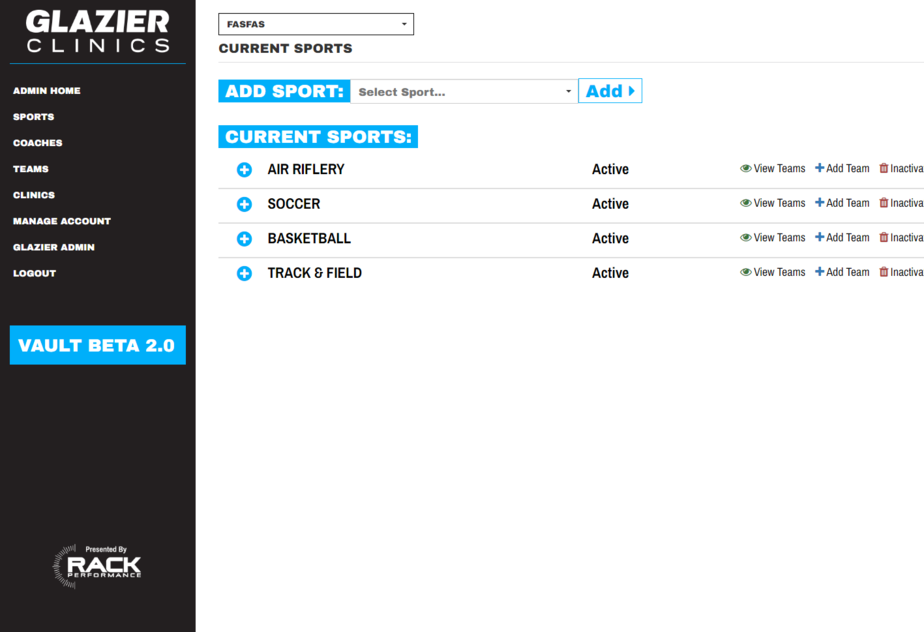 GLAZIER
CLINICS
ADMIN HOME
SPORTS
COACHES
TEAMS
CLINICS
MANAGE ACCOUNT
GLAZIER ADMIN
LOGOUT
VAULT BETA 2.0
Presented By
RACK
PERFORMANCE
FASFAS
CURRENT SPORTS
ADD SPORT: Select Sport... Add
CURRENT SPORTS:
AIR RIFLERY Active View Teams Add Team Inactiva
SOCCER Active View Teams Add Team Inactiva
BASKETBALL Active View Teams Add Team Inactiva
TRACK & FIELD Active View Teams Add Team Inactiva